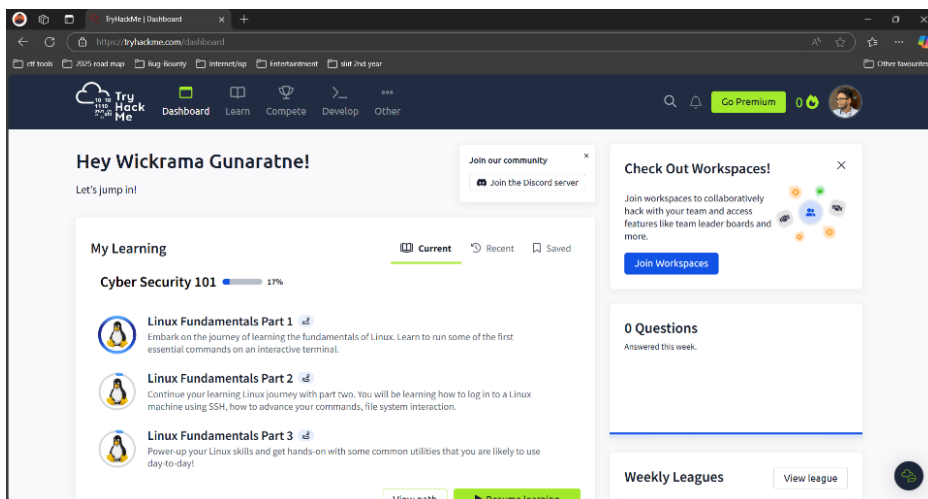 TryHackMe | Dashboard
https://tryhackme.com/dashboard
ctf tools
2025 road map
Bug-Bounty
Internet/isp
Entertaintment
sliit 2nd year
Other favourites
Try
Hack
Me
Dashboard
Learn
Compete
Develop
Other
Go Premium
0
Hey Wickrama Gunaratne!
Let's jump in!
Join our community
Join the Discord server
Check Out Workspaces!
Join workspaces to collaboratively
hack with your team and access
features like team leader boards and
more.
Join Workspaces
My Learning
Current
Recent
Saved
Cyber Security 101
17%
Linux Fundamentals Part 1
Embark on the journey of learning the fundamentals of Linux. Learn to run some of the first
essential commands on an interactive terminal.
Linux Fundamentals Part 2
Continue your learning Linux journey with part two. You will be learning how to log in to a Linux
machine using SSH, how to advance your commands, file system interaction.
Linux Fundamentals Part 3
Power-up your Linux skills and get hands-on with some common utilities that you are likely to use
day-to-day!
View path
Resume learning
0 Questions
Answered this week.
Weekly Leagues
View league